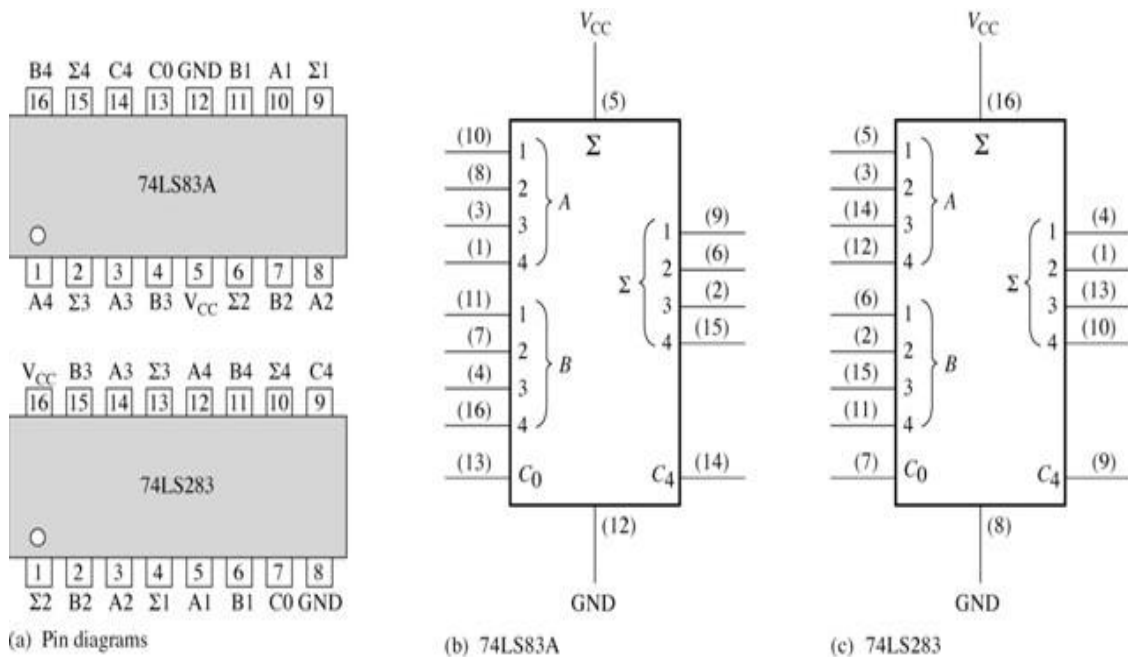 B4 Σ4 C4 C0 GND B1 A1 Σ1
16 15 14 13 12 11 10 9
74LS83A
1 2 3 4 5 6 7 8
A4 Σ3 A3 B3 VCC Σ2 B2 A2
VCC B3 A3 Σ3 A4 B4 Σ4 C4
16 15 14 13 12 11 10 9
74LS283
1 2 3 4 5 6 7 8
Σ2 B2 A2 Σ1 A1 B1 C0 GND
(a) Pin diagrams
VCC
(5)
Σ
(10) 1
(8) 2
(3) 3
(1) 4
A
(11) 1
(7) 2
(4) 3
(16) 4
B
(13) C0
Σ
1 (9)
2 (6)
3 (2)
4 (15)
C4 (14)
(12)
GND
(b) 74LS83A
VCC
(16)
Σ
(5) 1
(3) 2
(14) 3
(12) 4
A
(6) 1
(2) 2
(15) 3
(11) 4
B
(7) C0
Σ
1 (4)
2 (1)
3 (13)
4 (10)
C4 (9)
(8)
GND
(c) 74LS283